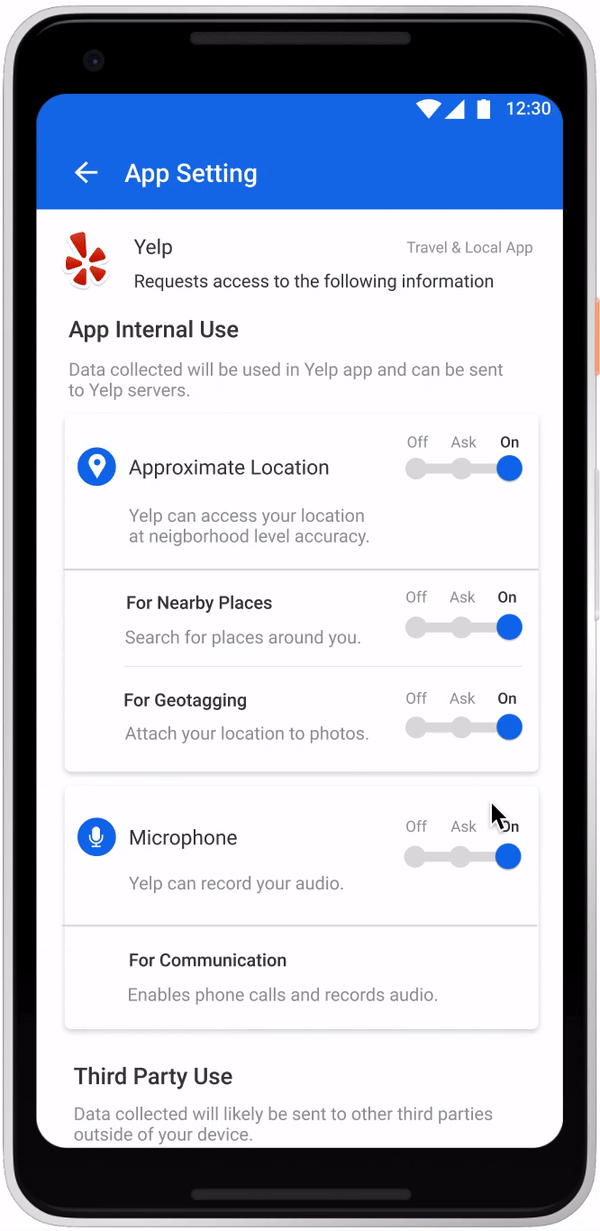 12:30
App Setting
Yelp
Travel & Local App
Requests access to the following information
App Internal Use
Data collected will be used in Yelp app and can be sent
to Yelp servers.
Off Ask On
Approximate Location
Yelp can access your location
at neigborhood level accuracy.
Off Ask On
For Nearby Places
Search for places around you.
Off Ask On
For Geotagging
Attach your location to photos.
Off Ask On
Microphone
Yelp can record your audio.
For Communication
Enables phone calls and records audio.
Third Party Use
Data collected will likely be sent to other third parties
outside of your device.